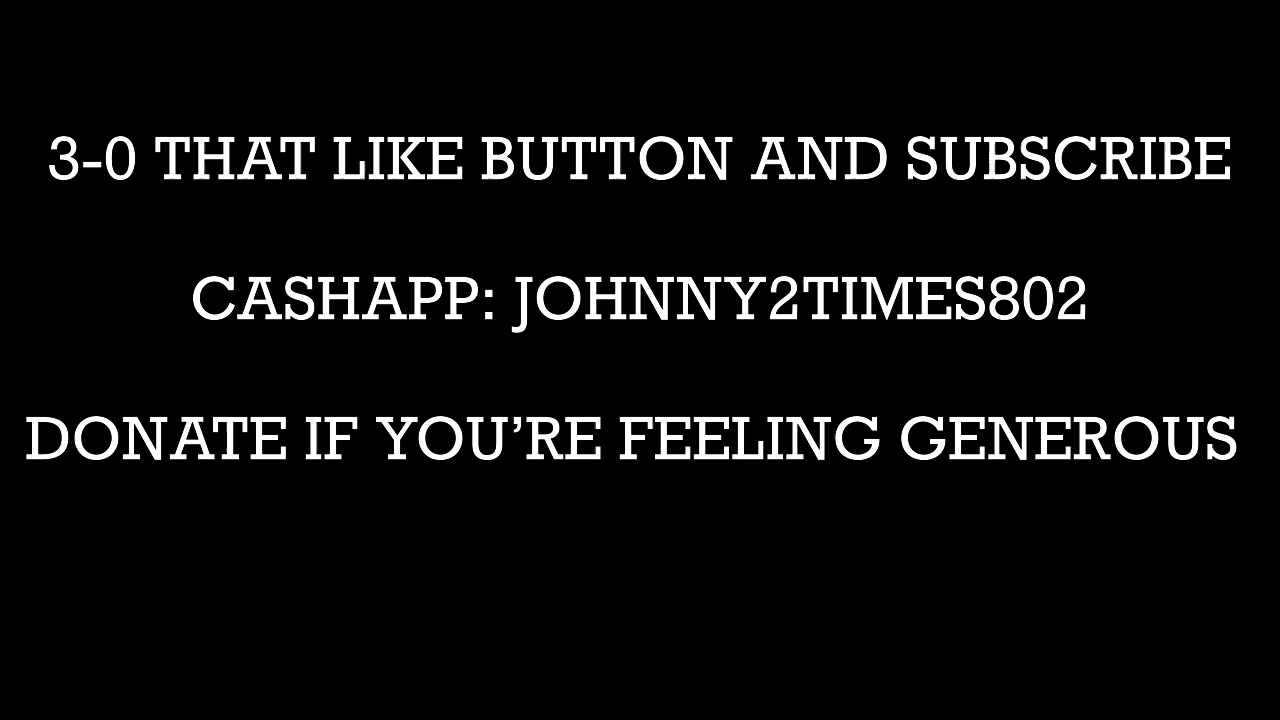 3-0 THAT LIKE BUTTON AND SUBSCRIBE
CASHAPP: JOHNNY2TIMES802
DONATE IF YOU’RE FEELING GENEROUS